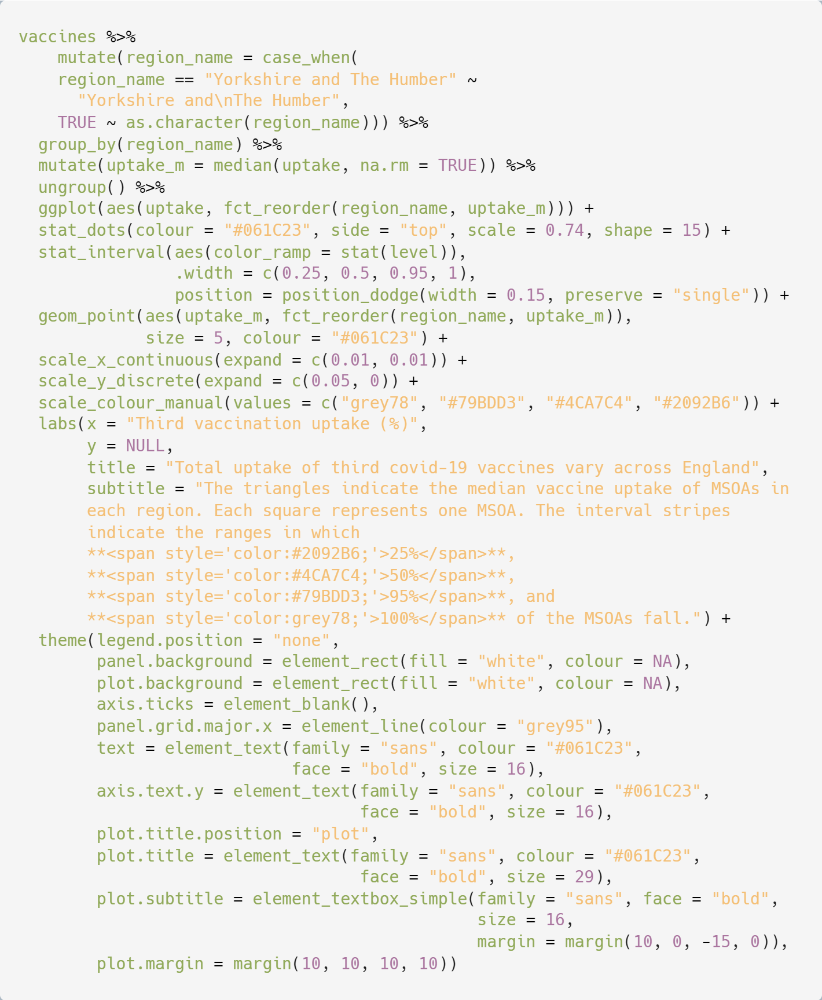 vaccines %>%
    mutate(region_name = case_when(
    region_name == "Yorkshire and The Humber" ~
      "Yorkshire and\nThe Humber",
    TRUE ~ as.character(region_name))) %>%
  group_by(region_name) %>%
  mutate(uptake_m = median(uptake, na.rm = TRUE)) %>%
  ungroup() %>%
  ggplot(aes(uptake, fct_reorder(region_name, uptake_m))) +
  stat_dots(colour = "#061C23", side = "top", scale = 0.74, shape = 15) +
  stat_interval(aes(color_ramp = stat(level)),
                .width = c(0.25, 0.5, 0.95, 1),
                position = position_dodge(width = 0.15, preserve = "single")) +
  geom_point(aes(uptake_m, fct_reorder(region_name, uptake_m)),
             size = 5, colour = "#061C23") +
  scale_x_continuous(expand = c(0.01, 0.01)) +
  scale_y_discrete(expand = c(0.05, 0)) +
  scale_colour_manual(values = c("grey78", "#79BDD3", "#4CA7C4", "#2092B6")) +
  labs(x = "Third vaccination uptake (%)",
       y = NULL,
       title = "Total uptake of third covid-19 vaccines vary across England",
       subtitle = "The triangles indicate the median vaccine uptake of MSOAs in
       each region. Each square represents one MSOA. The interval stripes
       indicate the ranges in which
       **<span style='color:#2092B6;'>25%</span>**,
       **<span style='color:#4CA7C4;'>50%</span>**,
       **<span style='color:#79BDD3;'>95%</span>**, and
       **<span style='color:grey78;'>100%</span>** of the MSOAs fall.") +
  theme(legend.position = "none",
        panel.background = element_rect(fill = "white", colour = NA),
        plot.background = element_rect(fill = "white", colour = NA),
        axis.ticks = element_blank(),
        panel.grid.major.x = element_line(colour = "grey95"),
        text = element_text(family = "sans", colour = "#061C23",
                            face = "bold", size = 16),
        axis.text.y = element_text(family = "sans", colour = "#061C23",
                                   face = "bold", size = 16),
        plot.title.position = "plot",
        plot.title = element_text(family = "sans", colour = "#061C23",
                                   face = "bold", size = 29),
        plot.subtitle = element_textbox_simple(family = "sans", face = "bold",
                                               size = 16,
                                               margin = margin(10, 0, -15, 0)),
        plot.margin = margin(10, 10, 10, 10))